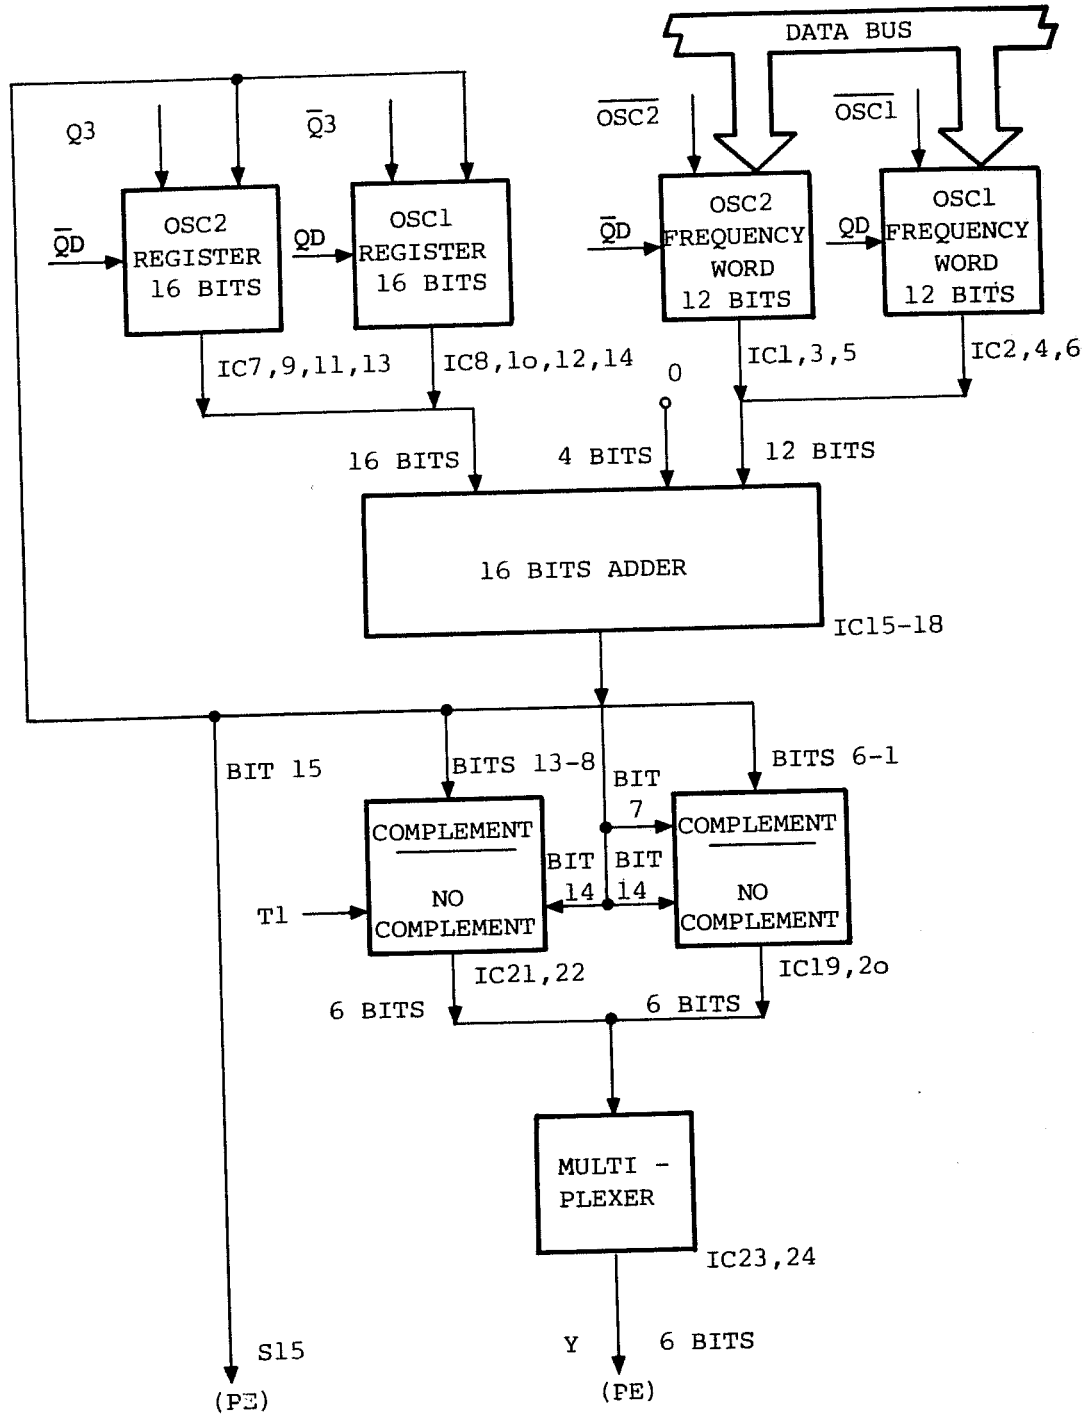 DATA BUS
Q3
Q̅3
O̅S̅C̅2̅
O̅S̅C̅1̅
OSC2
REGISTER
16 BITS
OSC1
REGISTER
16 BITS
OSC2
FREQUENCY
WORD
12 BITS
OSC1
FREQUENCY
WORD
12 BITS
Q̅D
QD
Q̅D
QD
IC7,9,11,13
IC8,1o,12,14
IC1,3,5
IC2,4,6
0
16 BITS
4 BITS
12 BITS
16 BITS ADDER
IC15-18
BIT 15
BITS 13-8
BIT
7
BITS 6-1
COMPLEMENT
NO
COMPLEMENT
BIT
14
BIT
14
COMPLEMENT
NO
COMPLEMENT
T1
IC21,22
IC19,2o
6 BITS
6 BITS
MULTI -
PLEXER
IC23,24
S15
(PE)
Y
6 BITS
(PE)